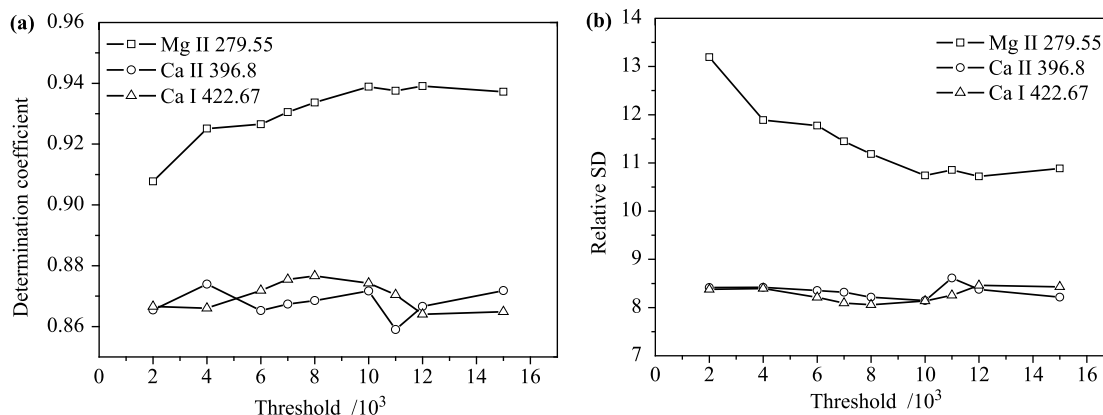 (a)
0.96
0.94
0.92
0.90
0.88
0.86
Determination coefficient
Mg II 279.55
Ca II 396.8
Ca I 422.67
0 2 4 6 8 10 12 14 16
Threshold /10³
(b)
14
13
12
11
10
9
8
7
Relative SD
Mg II 279.55
Ca II 396.8
Ca I 422.67
0 2 4 6 8 10 12 14 16
Threshold /10³